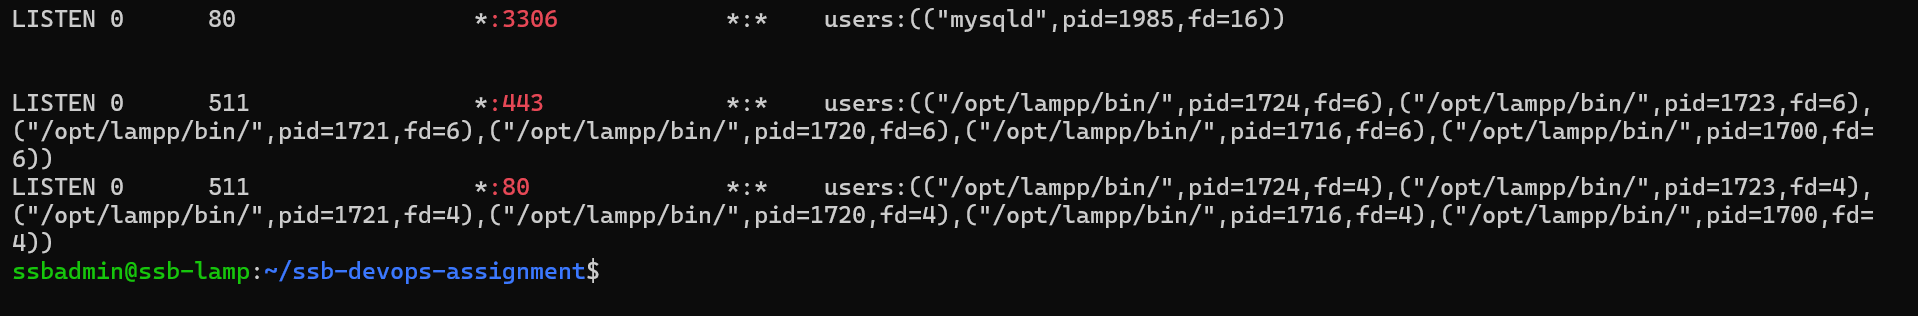 LISTEN 0      80                 *:3306            *:*    users:(("mysqld",pid=1985,fd=16))
LISTEN 0      511                *:443             *:*    users:(("/opt/lampp/bin/",pid=1724,fd=6),("/opt/lampp/bin/",pid=1723,fd=6),
("/opt/lampp/bin/",pid=1721,fd=6),("/opt/lampp/bin/",pid=1720,fd=6),("/opt/lampp/bin/",pid=1716,fd=6),("/opt/lampp/bin/",pid=1700,fd=
6))
LISTEN 0      511                *:80              *:*    users:(("/opt/lampp/bin/",pid=1724,fd=4),("/opt/lampp/bin/",pid=1723,fd=4),
("/opt/lampp/bin/",pid=1721,fd=4),("/opt/lampp/bin/",pid=1720,fd=4),("/opt/lampp/bin/",pid=1716,fd=4),("/opt/lampp/bin/",pid=1700,fd=
4))
ssbadmin@ssb-lamp:~/ssb-devops-assignment$